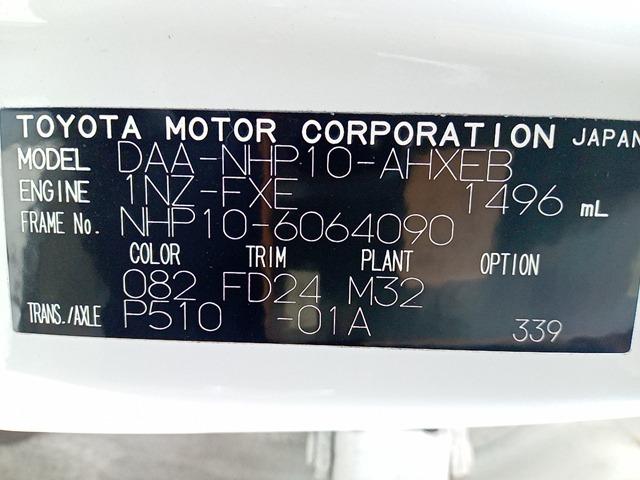 TOYOTA MOTOR CORPORATION JAPAN
MODEL DAA-NHP10-AHXEB
ENGINE 1NZ-FXE 1496 mL
FRAME No. NHP10-6064090
COLOR TRIM PLANT OPTION
082 FD24 M32
TRANS./AXLE P510 -01A 339